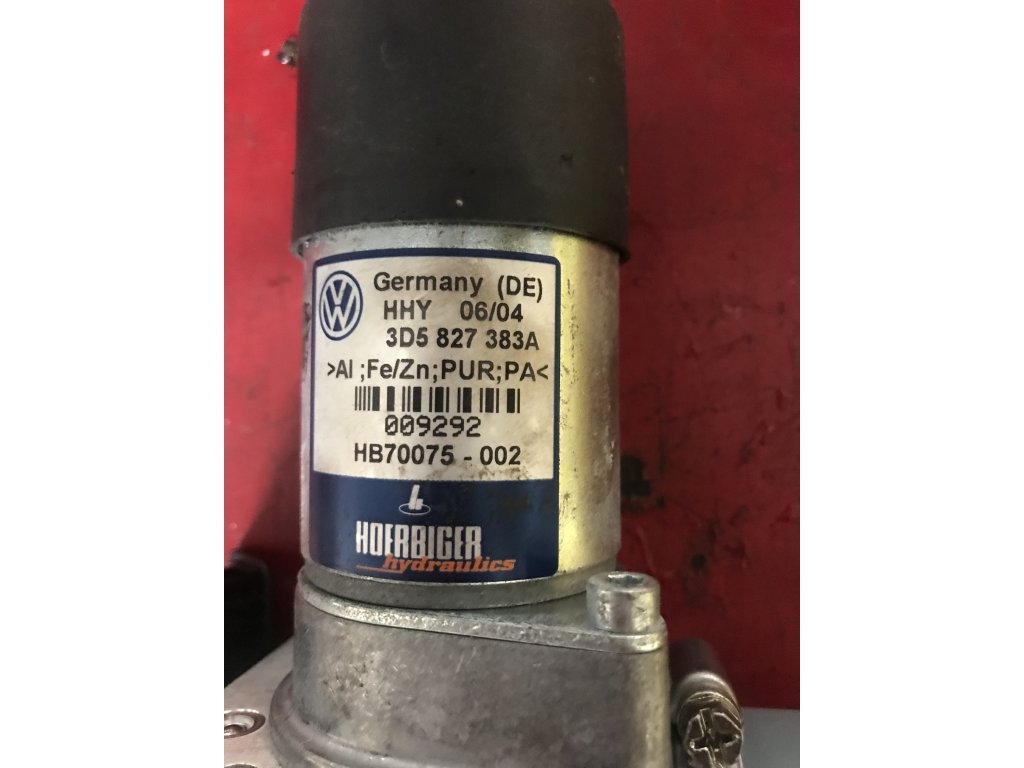 Germany (DE)
HHY 06/04
3D5 827 383A
>Al ;Fe/Zn;PUR;PA<
009292
HB70075 - 002
HOERBIGER
hydraulics